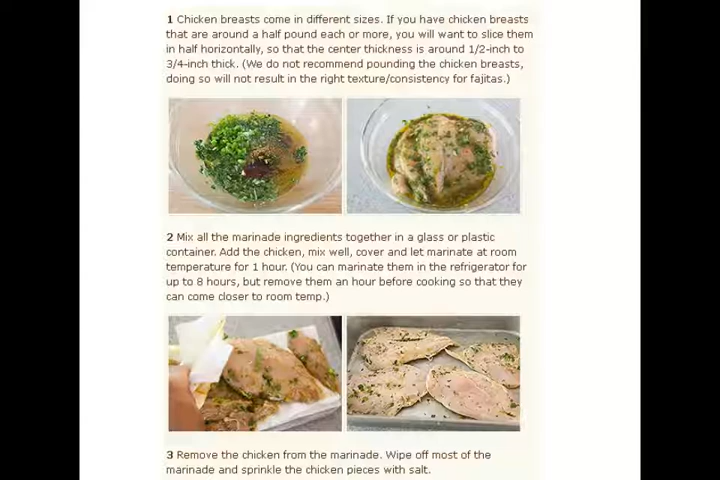 1 Chicken breasts come in different sizes. If you have chicken breasts
that are around a half pound each or more, you will want to slice them
in half horizontally, so that the center thickness is around 1/2-inch to
3/4-inch thick. (We do not recommend pounding the chicken breasts,
doing so will not result in the right texture/consistency for fajitas.)
2 Mix all the marinade ingredients together in a glass or plastic
container. Add the chicken, mix well, cover and let marinate at room
temperature for 1 hour. (You can marinate them in the refrigerator for
up to 8 hours, but remove them an hour before cooking so that they
can come closer to room temp.)
3 Remove the chicken from the marinade. Wipe off most of the
marinade and sprinkle the chicken pieces with salt.